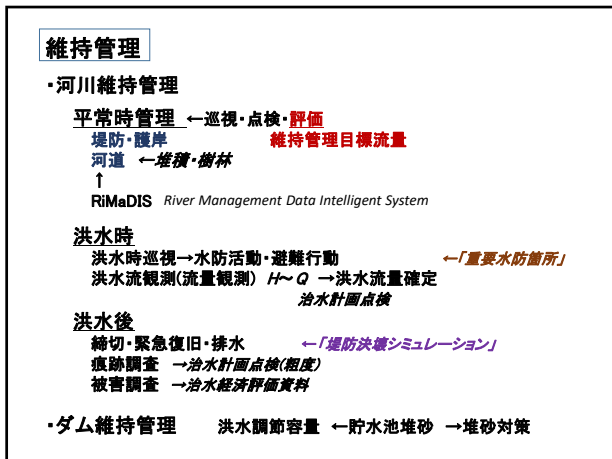 維持管理
・河川維持管理
平常時管理 ←巡視・点検・評価
堤防・護岸 維持管理目標流量
河道 ←堆積・樹林
↑
RiMaDIS River Management Data Intelligent System
洪水時
洪水時巡視→水防活動・避難行動 ←「重要水防箇所」
洪水流観測(流量観測) H～Q →洪水流量確定
治水計画点検
洪水後
締切・緊急復旧・排水 ←「堤防決壊シミュレーション」
痕跡調査 →治水計画点検(粗度)
被害調査 →治水経済評価資料
・ダム維持管理 洪水調節容量 ←貯水池堆砂 →堆砂対策